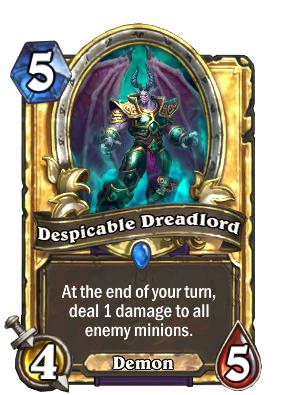 5
Despicable Dreadlord
At the end of your turn,
deal 1 damage to all
enemy minions.
4
Demon
5